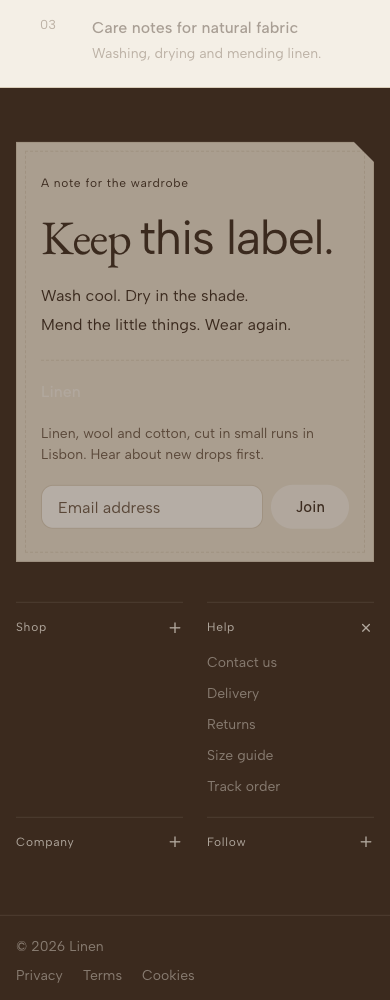 03
Care notes for natural fabric
Washing, drying and mending linen.
A note for the wardrobe
Keep this label.
Wash cool. Dry in the shade.
Mend the little things. Wear again.
Linen
Linen, wool and cotton, cut in small runs in
Lisbon. Hear about new drops first.
Email address
Join
Shop
Help
Contact us
Delivery
Returns
Size guide
Track order
Company
Follow
© 2026 Linen
Privacy Terms Cookies